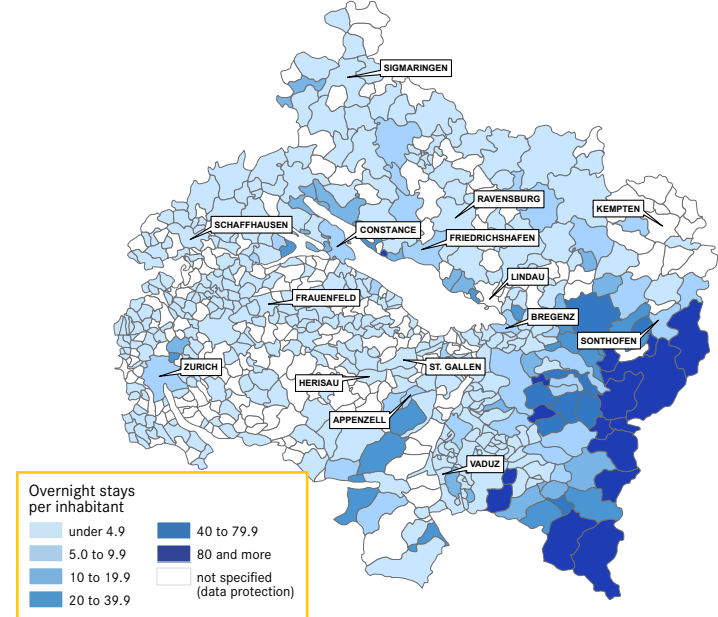 SIGMARINGEN
RAVENSBURG
KEMPTEN
SCHAFFHAUSEN
CONSTANCE
FRIEDRICHSHAFEN
LINDAU
FRAUENFELD
BREGENZ
SONTHOFEN
ZURICH
ST. GALLEN
HERISAU
APPENZELL
VADUZ
Overnight stays
per inhabitant
under 4.9
5.0 to 9.9
10 to 19.9
20 to 39.9
40 to 79.9
80 and more
not specified
(data protection)